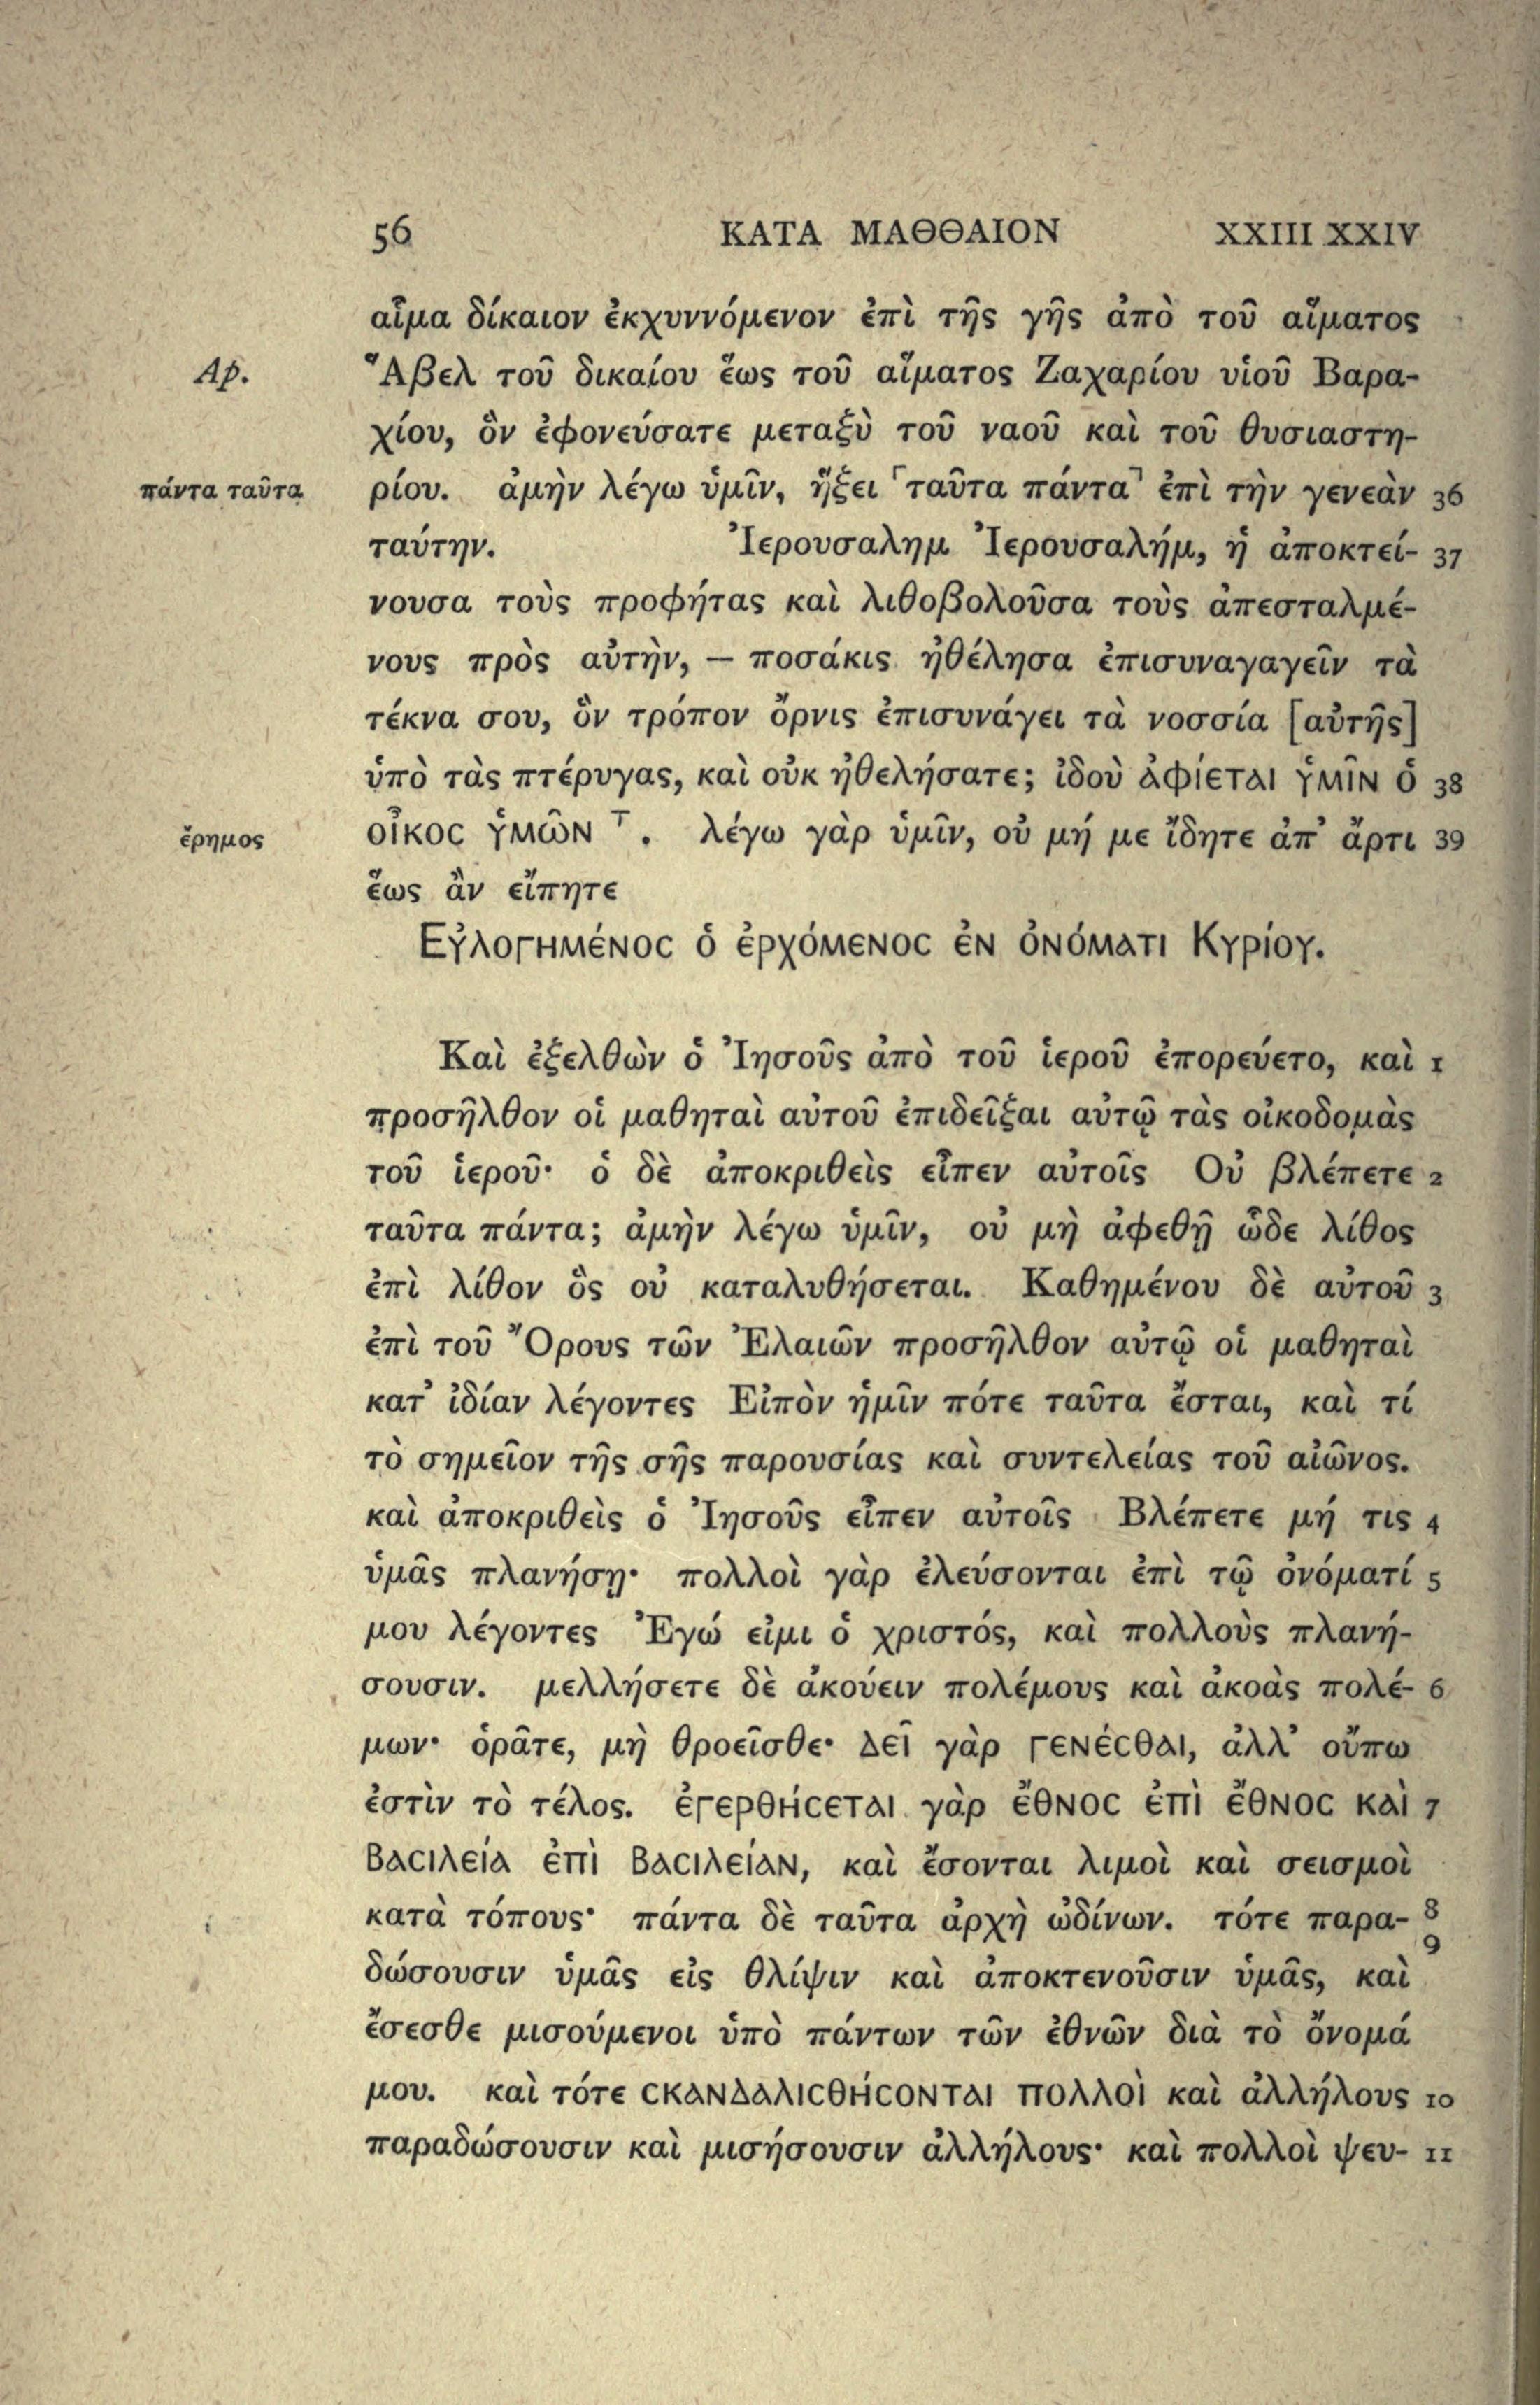 56 ΚΑΤΑ ΜΑΘΘΑΙΟΝ XXIII XXIV
αἷμα δίκαιον ἐκχυννόμενον ἐπὶ τῆς γῆς ἀπὸ τοῦ αἵματος
Ap. Ἅβελ τοῦ δικαίου ἕως τοῦ αἵματος Ζαχαρίου υἱοῦ Βαρα-
χίου, ὃν ἐφονεύσατε μεταξὺ τοῦ ναοῦ καὶ τοῦ θυσιαστη-
πάντα ταῦτα ρίου. ἀμὴν λέγω ὑμῖν, ἥξει ⸢ταῦτα πάντα⸣ ἐπὶ τὴν γενεὰν 36
ταύτην. Ἰερουσαλημ Ἰερουσαλήμ, ἡ ἀποκτεί- 37
νουσα τοὺς προφήτας καὶ λιθοβολοῦσα τοὺς ἀπεσταλμέ-
νους πρὸς αὐτὴν, — ποσάκις ἠθέλησα ἐπισυναγαγεῖν τὰ
τέκνα σου, ὃν τρόπον ὄρνις ἐπισυνάγει τὰ νοσσία [αὐτῆς]
ὑπὸ τὰς πτέρυγας, καὶ οὐκ ἠθελήσατε; ἰδοὺ ἀφίεται ὑμῖν ὁ 38
ἔρημος οἶκος ὑμῶν ⸆. λέγω γὰρ ὑμῖν, οὐ μή με ἴδητε ἀπ' ἄρτι 39
ἕως ἂν εἴπητε
Εὐλογημένος ὁ ἐρχόμενος ἐν ὀνόματι Κυρίου.
Καὶ ἐξελθὼν ὁ Ἰησοῦς ἀπὸ τοῦ ἱεροῦ ἐπορεύετο, καὶ 1
προσῆλθον οἱ μαθηταὶ αὐτοῦ ἐπιδεῖξαι αὐτῷ τὰς οἰκοδομὰς
τοῦ ἱεροῦ· ὁ δὲ ἀποκριθεὶς εἶπεν αὐτοῖς Οὐ βλέπετε 2
ταῦτα πάντα; ἀμὴν λέγω ὑμῖν, οὐ μὴ ἀφεθῇ ὧδε λίθος
ἐπὶ λίθον ὃς οὐ καταλυθήσεται. Καθημένου δὲ αὐτοῦ 3
ἐπὶ τοῦ Ὄρους τῶν Ἐλαιῶν προσῆλθον αὐτῷ οἱ μαθηταὶ
κατ' ἰδίαν λέγοντες Εἰπὸν ἡμῖν πότε ταῦτα ἔσται, καὶ τί
τὸ σημεῖον τῆς σῆς παρουσίας καὶ συντελείας τοῦ αἰῶνος.
καὶ ἀποκριθεὶς ὁ Ἰησοῦς εἶπεν αὐτοῖς Βλέπετε μή τις 4
ὑμᾶς πλανήσῃ· πολλοὶ γὰρ ἐλεύσονται ἐπὶ τῷ ὀνόματί 5
μου λέγοντες Ἐγώ εἰμι ὁ χριστός, καὶ πολλοὺς πλανή-
σουσιν. μελλήσετε δὲ ἀκούειν πολέμους καὶ ἀκοὰς πολέ- 6
μων· ὁρᾶτε, μὴ θροεῖσθε· δεῖ γὰρ γενέσθαι, ἀλλ' οὔπω
ἐστὶν τὸ τέλος. ἐγερθήσεται γὰρ ἔθνος ἐπὶ ἔθνος καὶ 7
βασιλεία ἐπὶ βασιλείαν, καὶ ἔσονται λιμοὶ καὶ σεισμοὶ
κατὰ τόπους· πάντα δὲ ταῦτα ἀρχὴ ὠδίνων. τότε παρα- 8 9
δώσουσιν ὑμᾶς εἰς θλίψιν καὶ ἀποκτενοῦσιν ὑμᾶς, καὶ
ἔσεσθε μισούμενοι ὑπὸ πάντων τῶν ἐθνῶν διὰ τὸ ὄνομά
μου. καὶ τότε σκανδαλισθήσονται πολλοὶ καὶ ἀλλήλους 10
παραδώσουσιν καὶ μισήσουσιν ἀλλήλους· καὶ πολλοὶ ψευ- 11